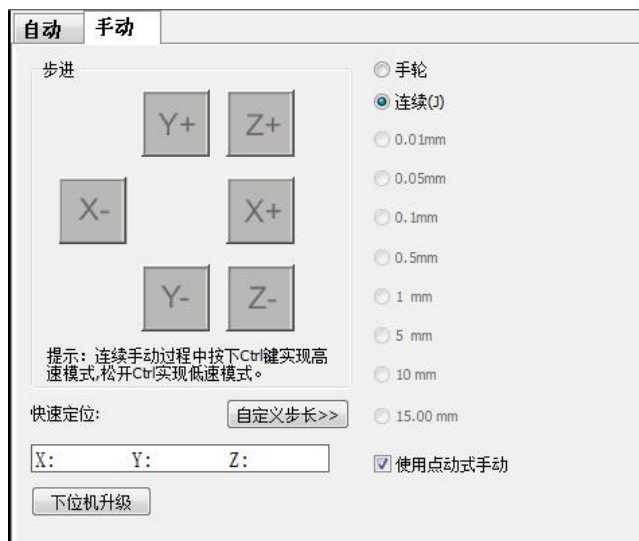 自动 手动
步进
Y+ Z+
X- X+
Y- Z-
提示：连续手动过程中按下Ctrl键实现高
速模式,松开Ctrl实现低速模式。
手轮
连续(J)
0.01mm
0.05mm
0.1mm
0.5mm
1 mm
5 mm
10 mm
15.00 mm
快速定位:
自定义步长>>
X: Y: Z:
使用点动式手动
下位机升级